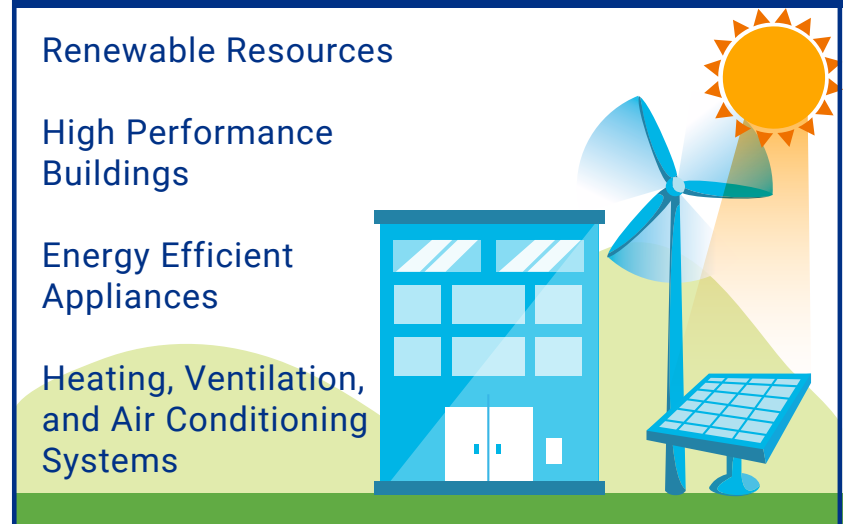 Renewable Resources
High Performance
Buildings
Energy Efficient
Appliances
Heating, Ventilation,
and Air Conditioning
Systems